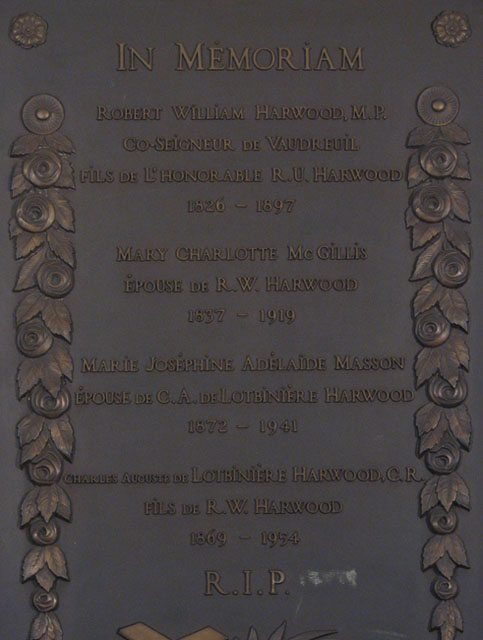 IN MEMORIAM
ROBERT WILLIAM HARWOOD, M.P.
CO-SEIGNEUR DE VAUDREUIL
FILS DE L'HONORABLE R.U. HARWOOD
1826 - 1897
MARY CHARLOTTE MCGILLIS
ÉPOUSE DE R.W. HARWOOD
1837 - 1919
MARIE JOSÉPHINE ADÉLAÏDE MASSON
ÉPOUSE DE C.A. DE LOTBINIÈRE HARWOOD
1872 - 1941
CHARLES AUGUSTE DE LOTBINIÈRE HARWOOD, C.R.
FILS DE R.W. HARWOOD
1869 - 1954
R.I.P.